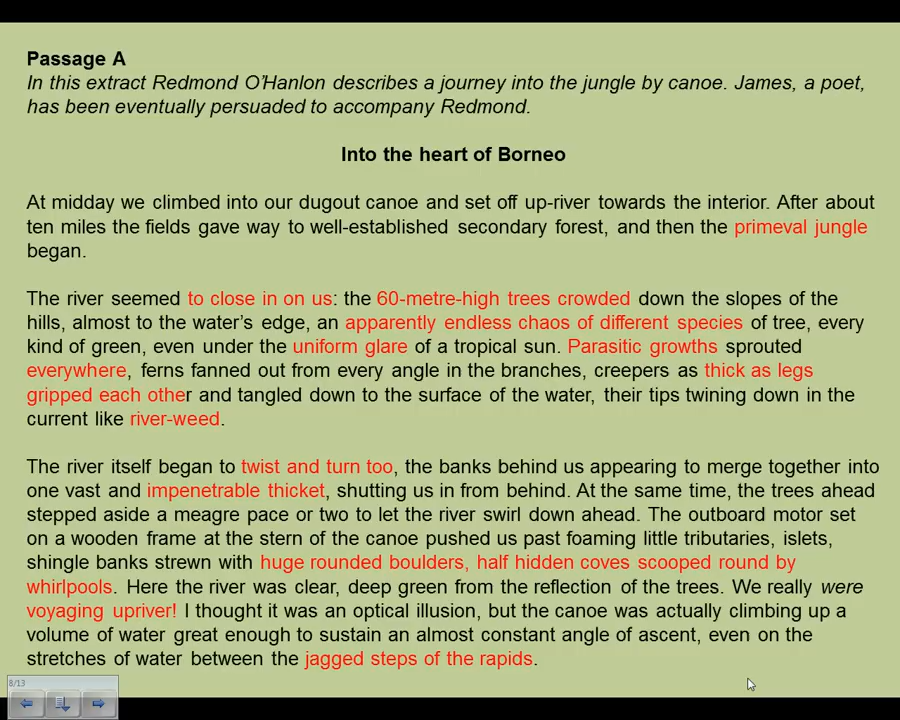 Passage A
In this extract Redmond O'Hanlon describes a journey into the jungle by canoe. James, a poet,
has been eventually persuaded to accompany Redmond.
Into the heart of Borneo
At midday we climbed into our dugout canoe and set off up-river towards the interior. After about
ten miles the fields gave way to well-established secondary forest, and then the primeval jungle
began.
The river seemed to close in on us: the 60-metre-high trees crowded down the slopes of the
hills, almost to the water's edge, an apparently endless chaos of different species of tree, every
kind of green, even under the uniform glare of a tropical sun. Parasitic growths sprouted
everywhere, ferns fanned out from every angle in the branches, creepers as thick as legs
gripped each other and tangled down to the surface of the water, their tips twining down in the
current like river-weed.
The river itself began to twist and turn too, the banks behind us appearing to merge together into
one vast and impenetrable thicket, shutting us in from behind. At the same time, the trees ahead
stepped aside a meagre pace or two to let the river swirl down ahead. The outboard motor set
on a wooden frame at the stern of the canoe pushed us past foaming little tributaries, islets,
shingle banks strewn with huge rounded boulders, half hidden coves scooped round by
whirlpools. Here the river was clear, deep green from the reflection of the trees. We really were
voyaging upriver! I thought it was an optical illusion, but the canoe was actually climbing up a
volume of water great enough to sustain an almost constant angle of ascent, even on the
stretches of water between the jagged steps of the rapids.
8/13